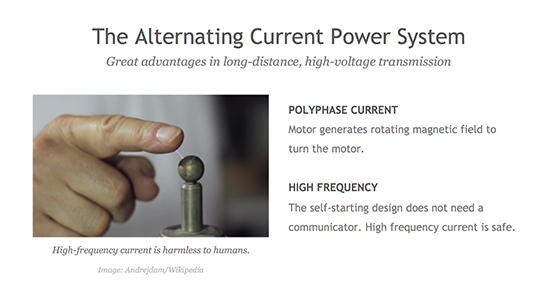 The Alternating Current Power System
Great advantages in long-distance, high-voltage transmission
POLYPHASE CURRENT
Motor generates rotating magnetic field to
turn the motor.
HIGH FREQUENCY
The self-starting design does not need a
communicator. High frequency current is safe.
High-frequency current is harmless to humans.
Image: Andrejdam/Wikipedia